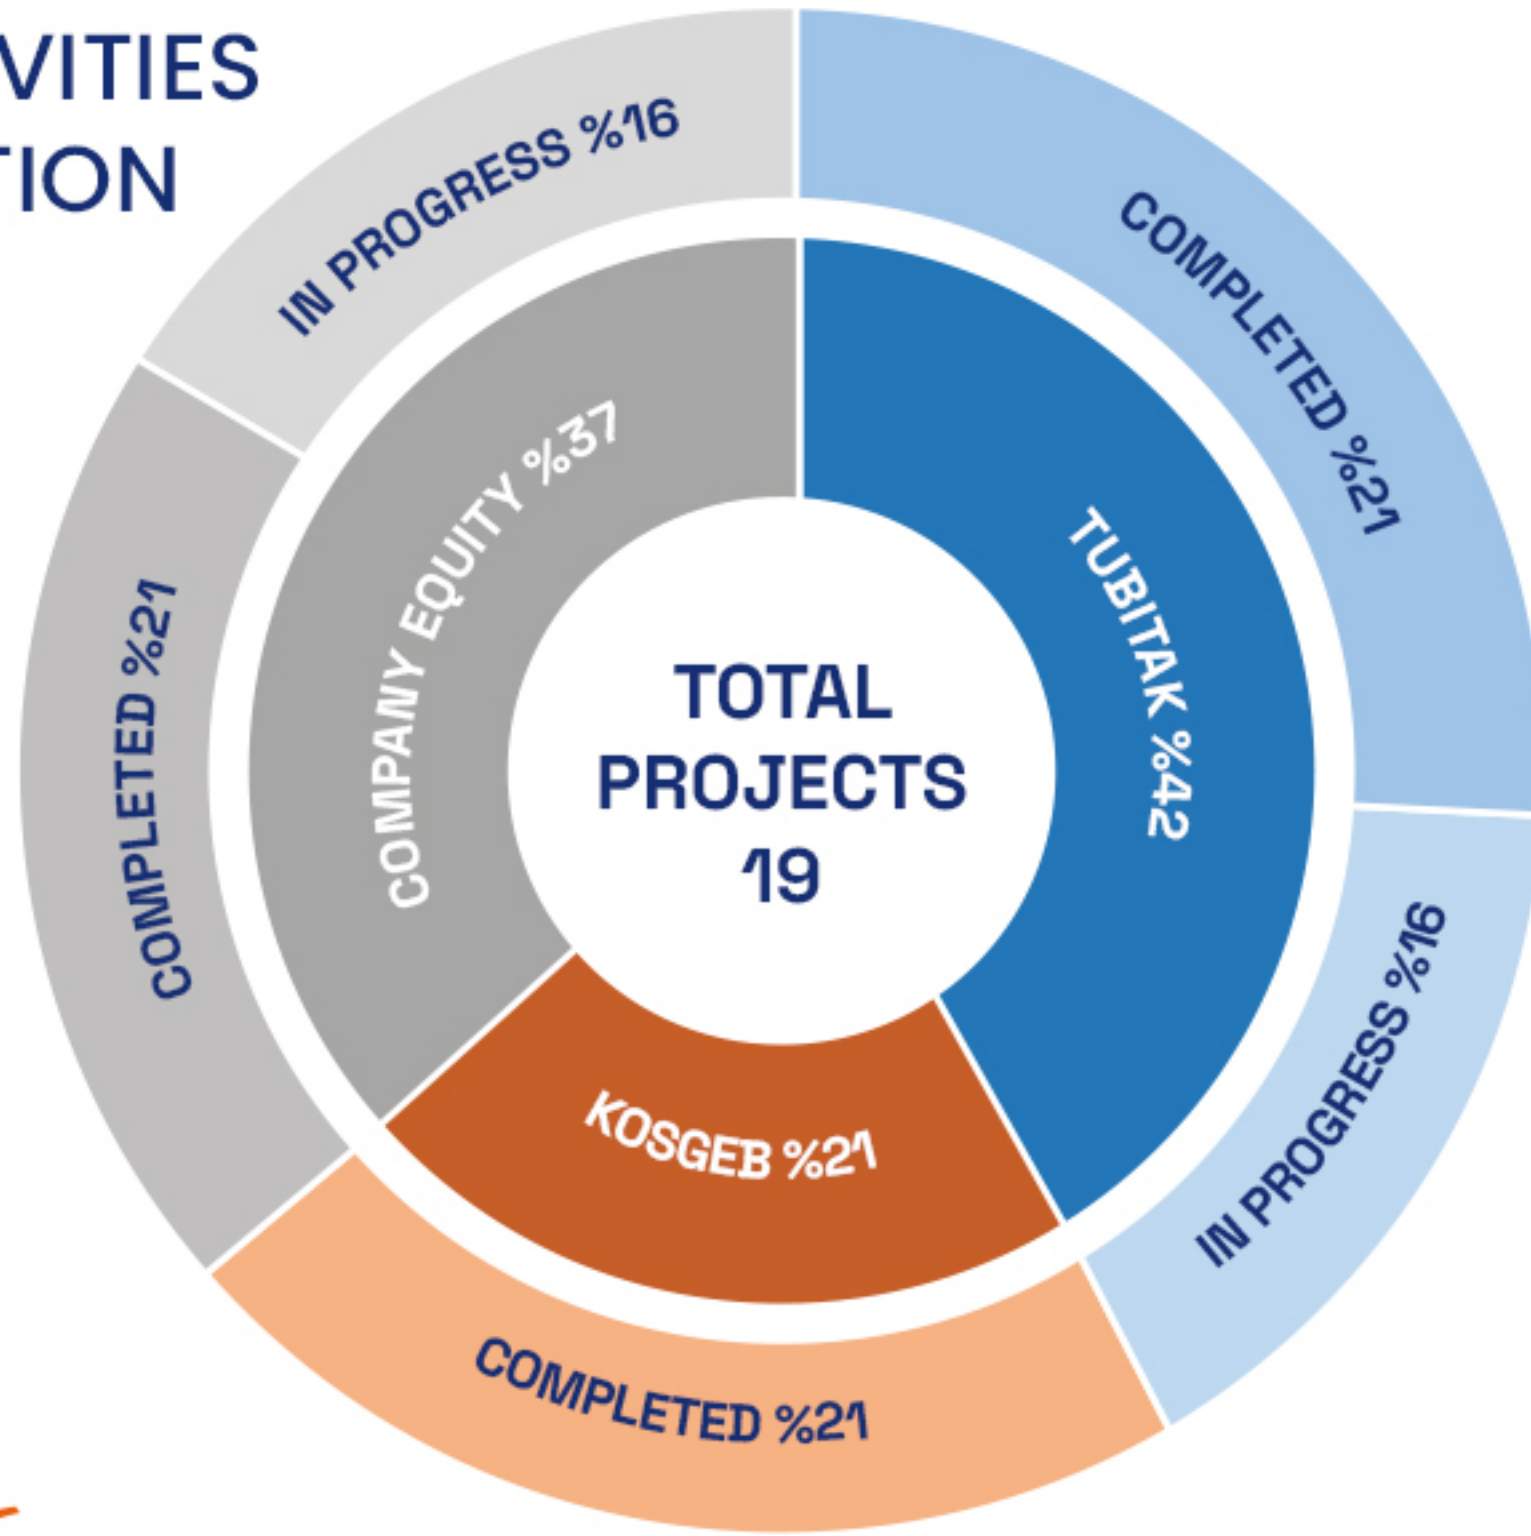 VITIES
TION
IN PROGRESS %16
COMPLETED %21
COMPANY EQUITY %37
TUBITAK %42
TOTAL
PROJECTS
19
COMPLETED %21
IN PROGRESS %16
KOSGEB %21
COMPLETED %21